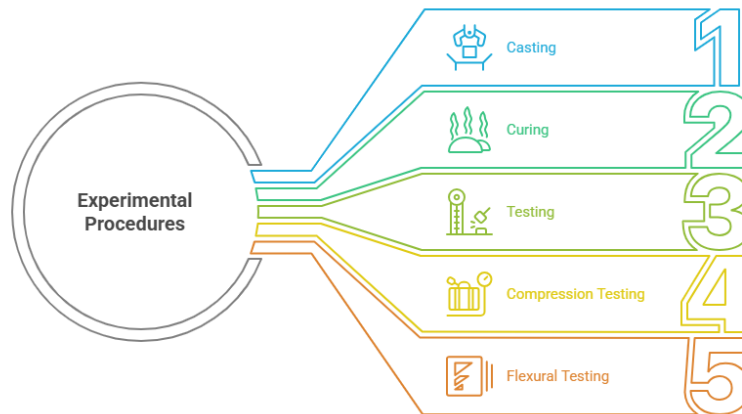 Experimental
Procedures
Casting
1
Curing
2
Testing
3
Compression Testing
4
Flexural Testing
5